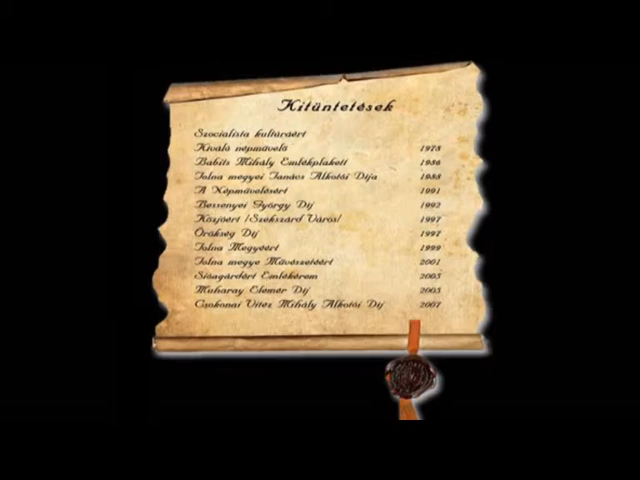 Kitüntetések
Szocialista kultúráért
Kiváló népművelő 1978
Babits Mihály Emlékplakett 1986
Tolna megyei Tanács Alkotói Díja 1988
A Népművelésért 1991
Bessenyei György Díj 1992
Közjóért /Szekszárd Város/ 1997
Örökség Díj 1997
Tolna Megyéért 1999
Tolna megye Művészetéért 2001
Sióagárdért Emlékérem 2003
Muharay Elemér Díj 2003
Csokonai Vitéz Mihály Alkotói Díj 2007